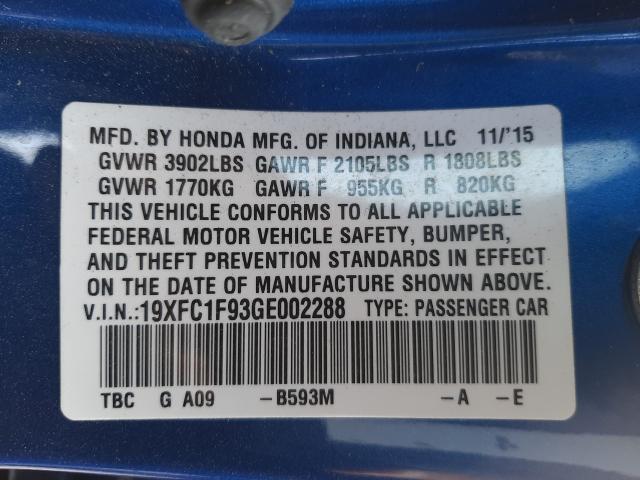 MFD. BY HONDA MFG. OF INDIANA, LLC 11/'15
GVWR 3902LBS GAWR F 2105LBS R 1808LBS
GVWR 1770KG GAWR F 955KG R 820KG
THIS VEHICLE CONFORMS TO ALL APPLICABLE
FEDERAL MOTOR VEHICLE SAFETY, BUMPER,
AND THEFT PREVENTION STANDARDS IN EFFECT
ON THE DATE OF MANUFACTURE SHOWN ABOVE.
V.I.N.:19XFC1F93GE002288 TYPE: PASSENGER CAR
TBC G A09 -B593M -A -E